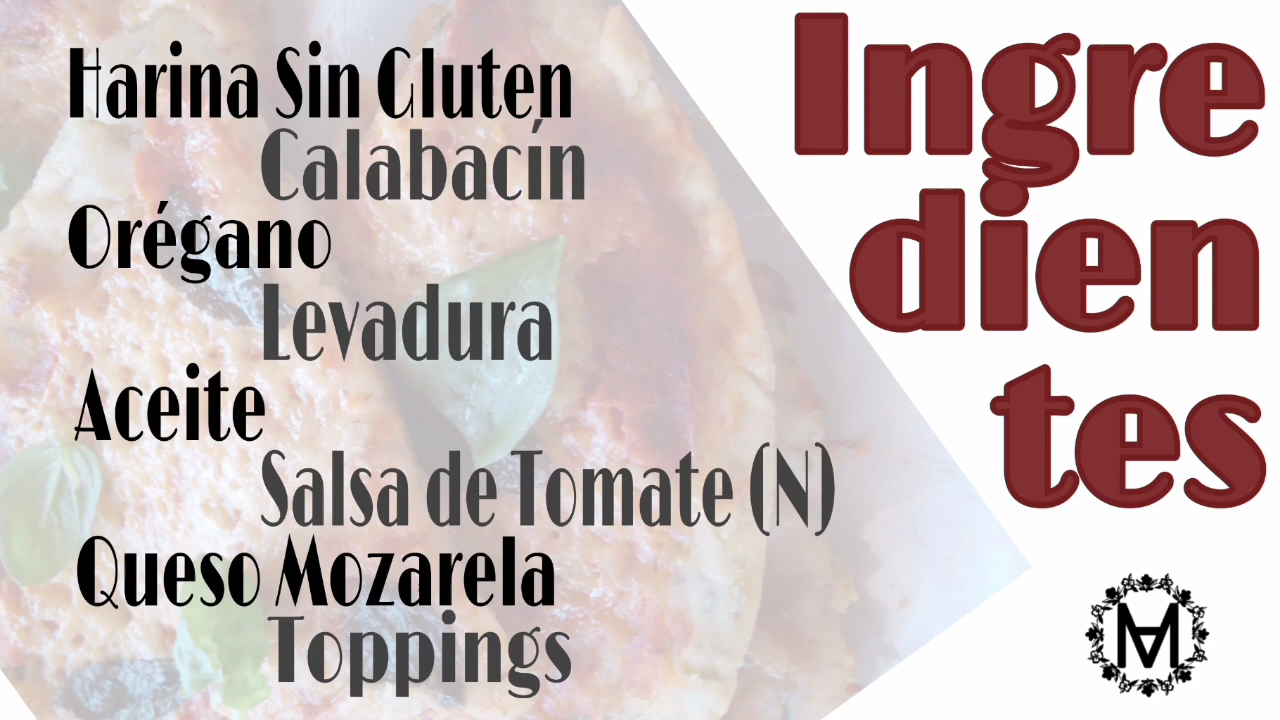 Harina Sin Gluten
Calabacín
Orégano
Levadura
Aceite
Salsa de Tomate (N)
Queso Mozarela
Toppings
Ingre
dien
tes